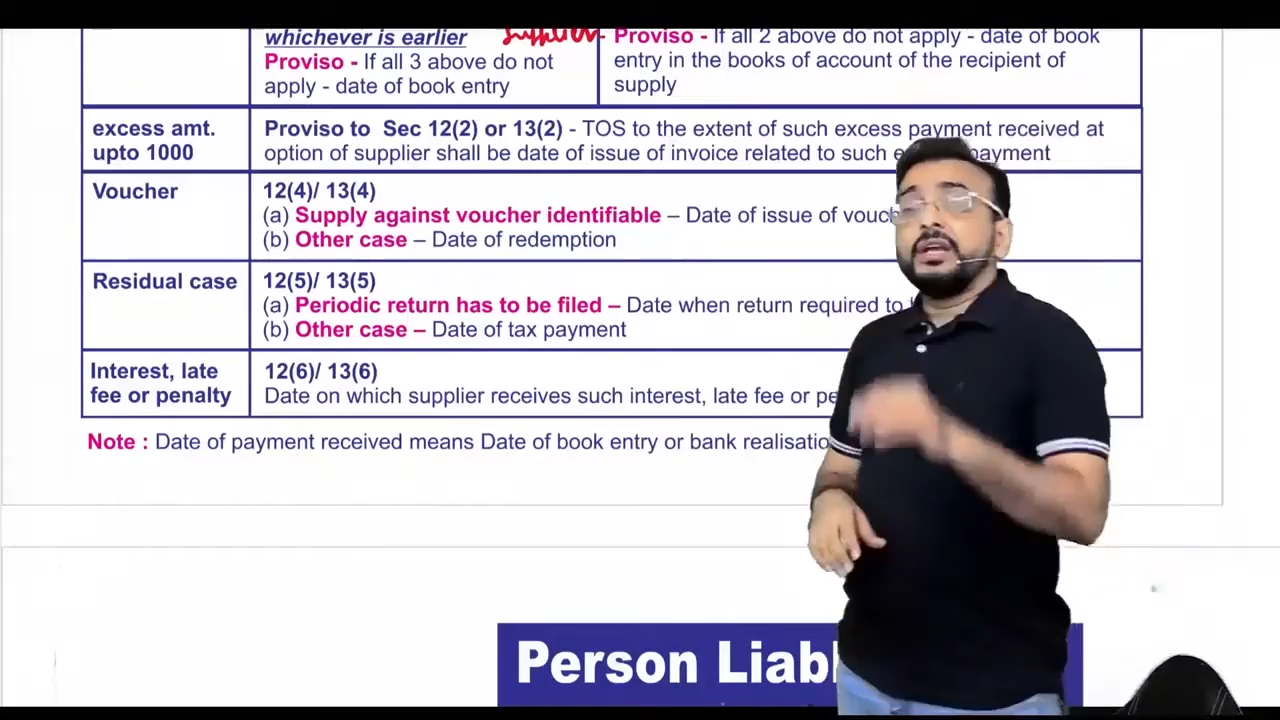 whichever is earlier
Proviso - If all 3 above do not
apply - date of book entry
Proviso - If all 2 above do not apply - date of book
entry in the books of account of the recipient of
supply
excess amt.
upto 1000
Proviso to Sec 12(2) or 13(2) - TOS to the extent of such excess payment received at
option of supplier shall be date of issue of invoice related to such payment
Voucher
12(4)/ 13(4)
(a) Supply against voucher identifiable – Date of issue of
(b) Other case – Date of redemption
Residual case
12(5)/ 13(5)
(a) Periodic return has to be filed – Date when return required to
(b) Other case – Date of tax payment
Interest, late
fee or penalty
12(6)/ 13(6)
Date on which supplier receives such interest, late fee or
Note : Date of payment received means Date of book entry or bank
Person